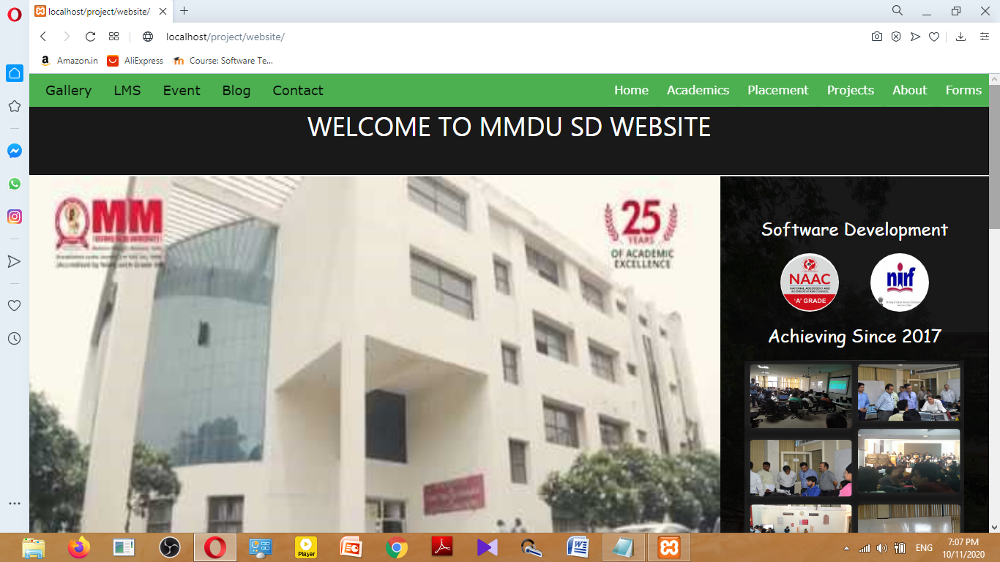 localhost/project/website/
localhost/project/website/
Amazon.in AliExpress Course: Software Te...
Gallery LMS Event Blog Contact Home Academics Placement Projects About Forms
WELCOME TO MMDU SD WEBSITE
MM
25
YEARS
OF ACADEMIC
EXCELLENCE
Software Development
NAAC
NATIONAL ASSESSMENT AND
ACCREDITATION COUNCIL
'A' GRADE
nirf
Achieving Since 2017
Player
ENG
7:07 PM
10/11/2020